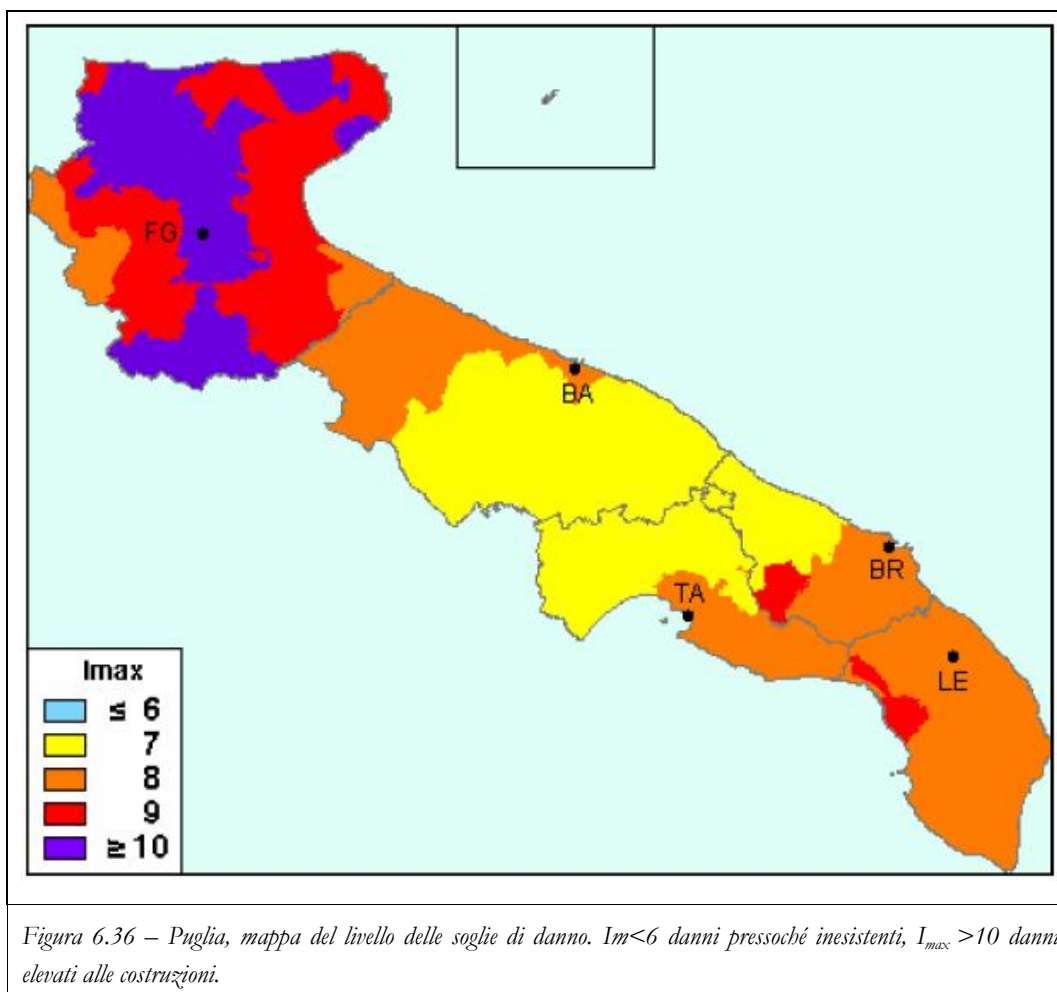 FG
BA
BR
TA
LE
Imax
≤ 6
7
8
9
≥ 10
Figura 6.36 – Puglia, mappa del livello delle soglie di danno. Im<6 danni pressoché inesistenti, Imax >10 danni
elevati alle costruzioni.